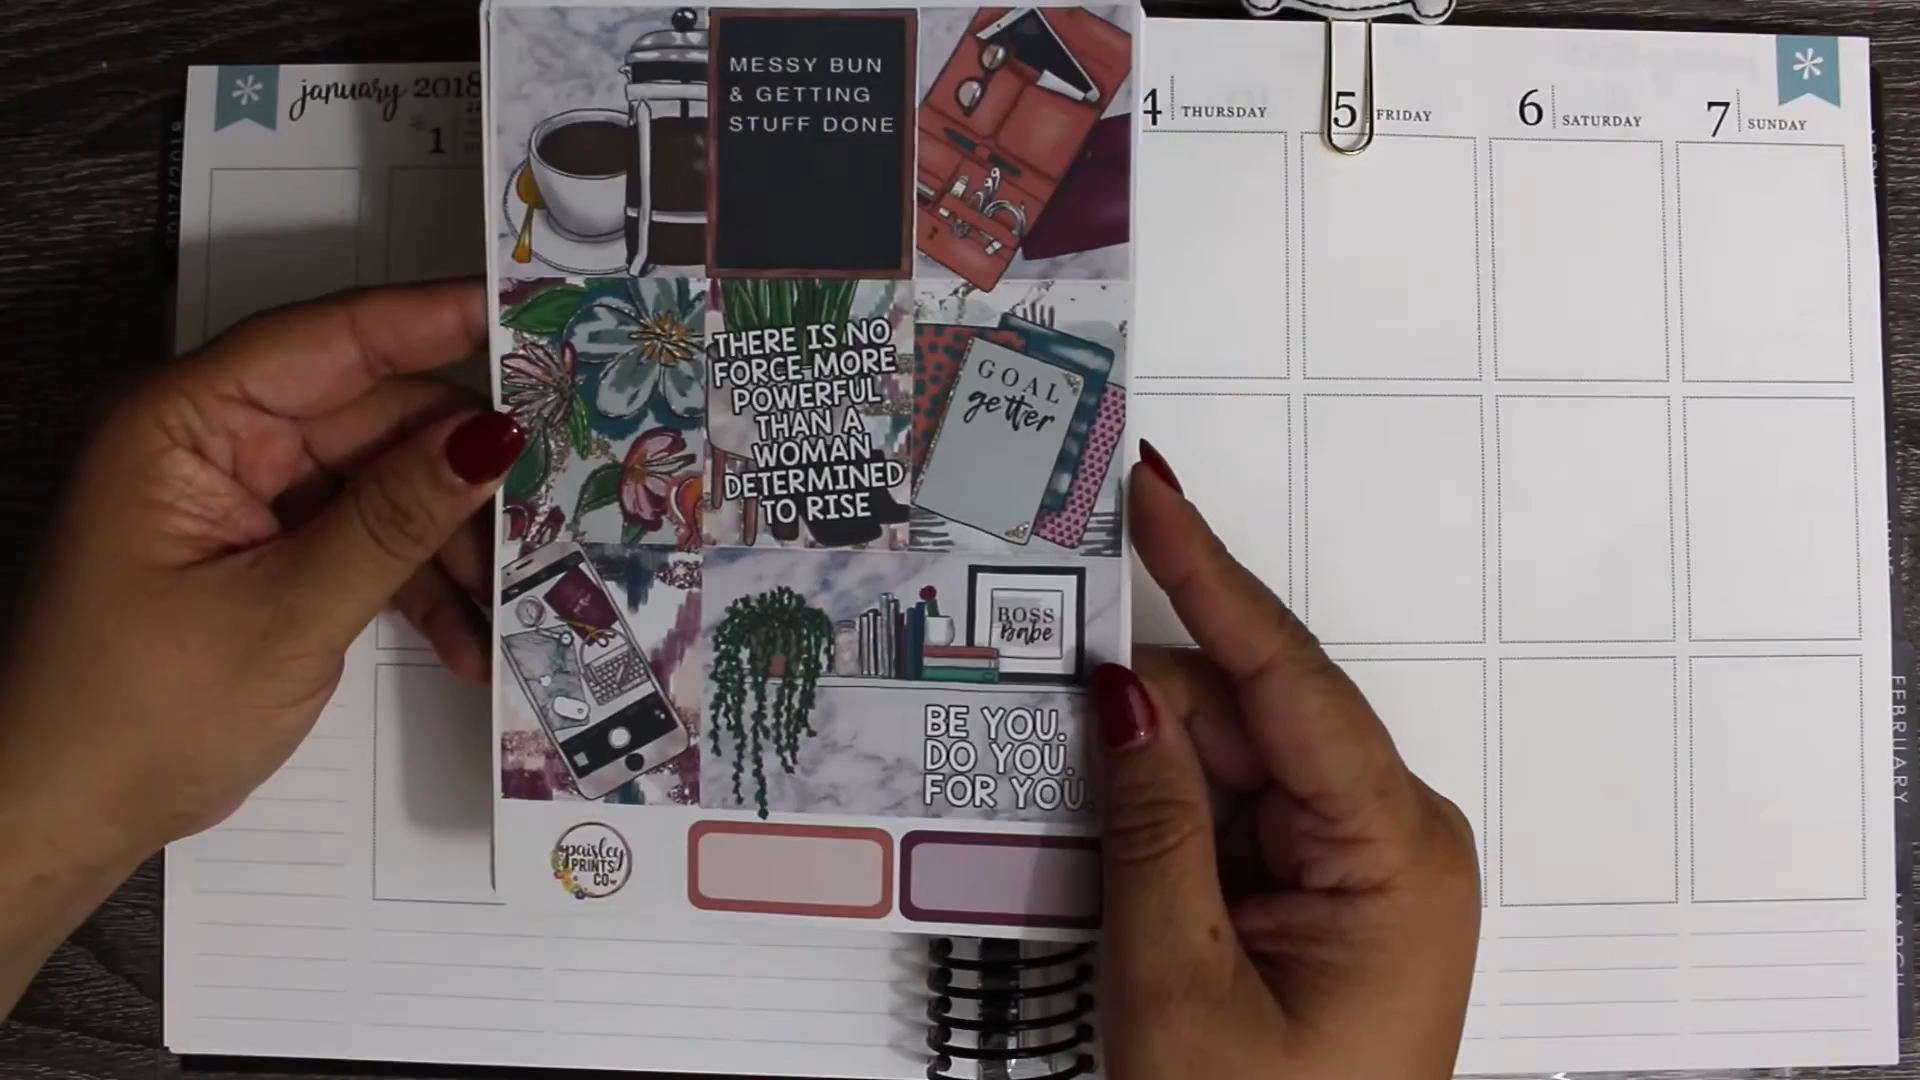 january 2018
1
MESSY BUN
& GETTING
STUFF DONE
4 THURSDAY
5 FRIDAY
6 SATURDAY
7 SUNDAY
THERE IS NO
FORCE MORE
POWERFUL
THAN A
WOMAN
DETERMINED
TO RISE
GOAL
getter
BOSS
Babe
BE YOU.
DO YOU.
FOR YOU.
paisley
PRINTS
CO
FEBRUARY
MARCH